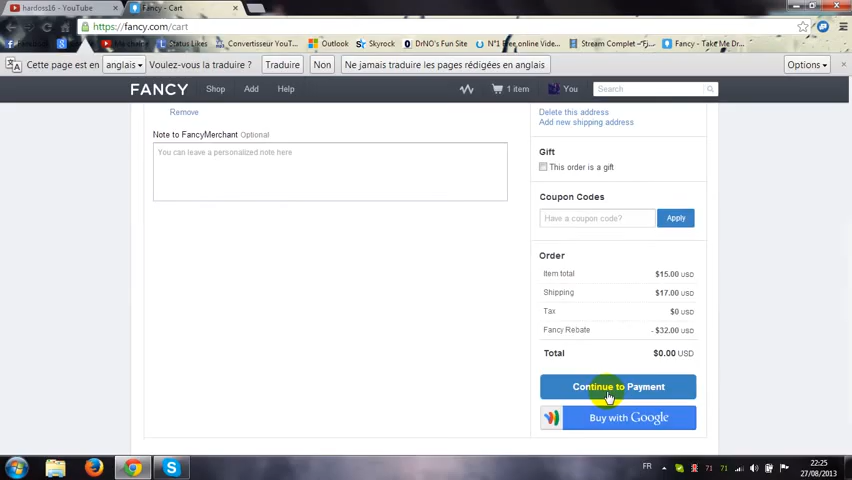 hardoss16 - YouTube
Fancy - Cart
https://fancy.com/cart
Status Likes
Convertisseur YouT...
Outlook
Skyrock
DrNO's Fun Site
N°1 Free online Video...
Stream Complet -
Fancy - Take Me Dr...
Cette page est en
anglais
Voulez-vous la traduire ?
Traduire
Non
Ne jamais traduire les pages rédigées en anglais
Options
FANCY
Shop
Add
Help
1 item
You
Search
Remove
Note to FancyMerchant Optional
You can leave a personalized note here
Delete this address
Add new shipping address
Gift
This order is a gift
Coupon Codes
Have a coupon code?
Apply
Order
Item total $15.00 USD
Shipping $17.00 USD
Tax $0 USD
Fancy Rebate - $32.00 USD
Total $0.00 USD
Continue to Payment
Buy with Google
FR
71
71
22:25
27/08/2013